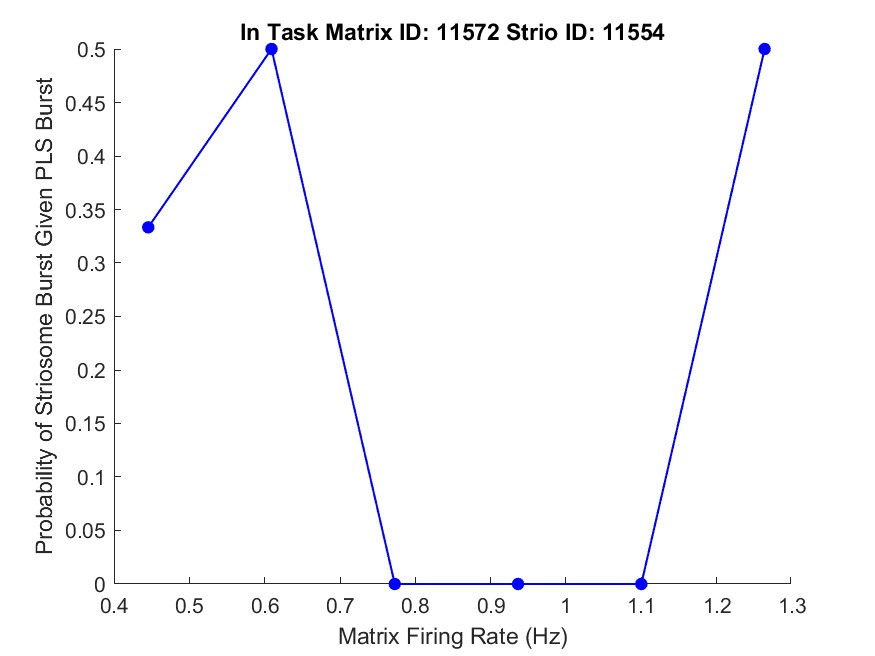 In Task Matrix ID: 11572 Strio ID: 11554
Probability of Striosome Burst Given PLS Burst
0.5
0.45
0.4
0.35
0.3
0.25
0.2
0.15
0.1
0.05
0
0.4 0.5 0.6 0.7 0.8 0.9 1 1.1 1.2 1.3
Matrix Firing Rate (Hz)